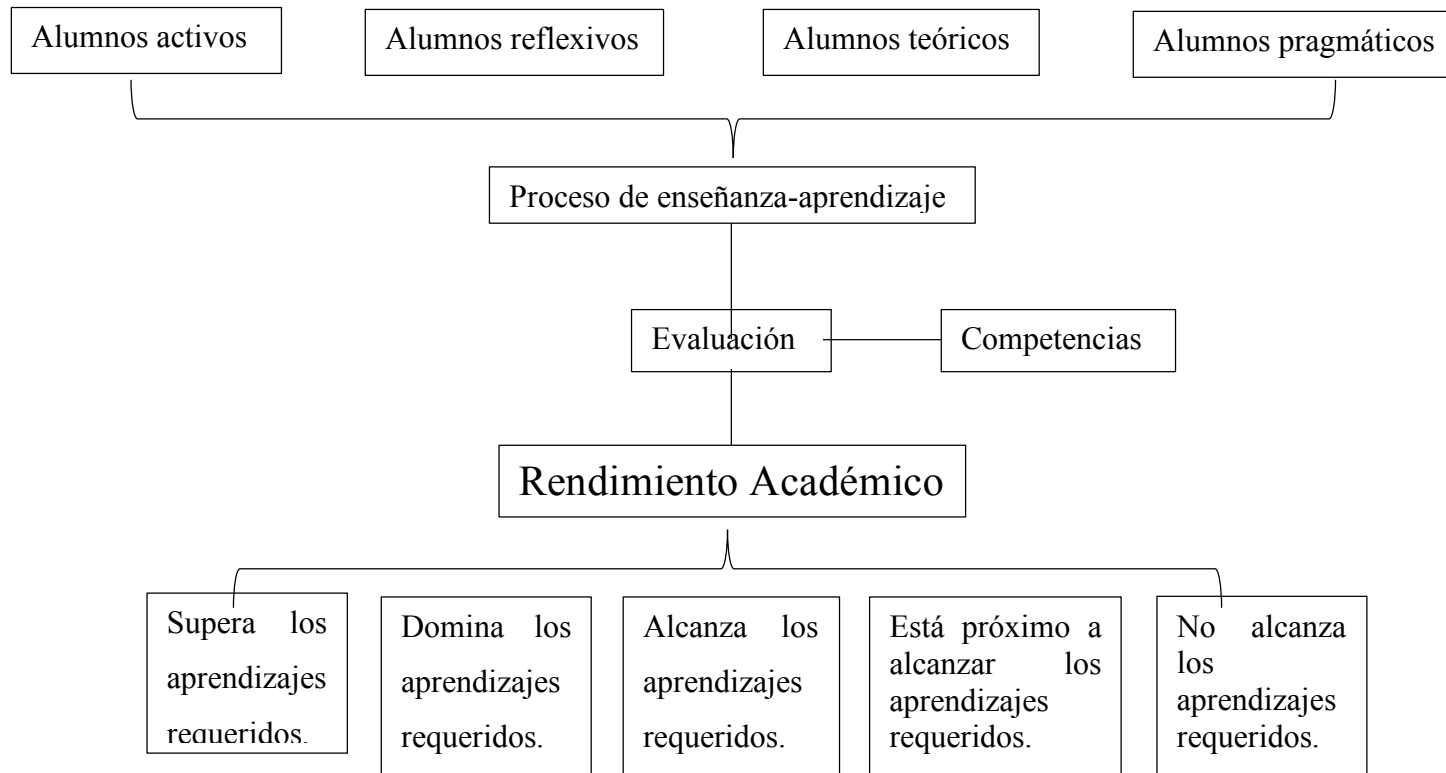 Alumnos activos
Alumnos reflexivos
Alumnos teóricos
Alumnos pragmáticos
Proceso de enseñanza-aprendizaje
Evaluación
Competencias
Rendimiento Académico
Supera los
aprendizajes
requeridos.
Domina los
aprendizajes
requeridos.
Alcanza los
aprendizajes
requeridos.
Está próximo a
alcanzar los
aprendizajes
requeridos.
No alcanza
los
aprendizajes
requeridos.